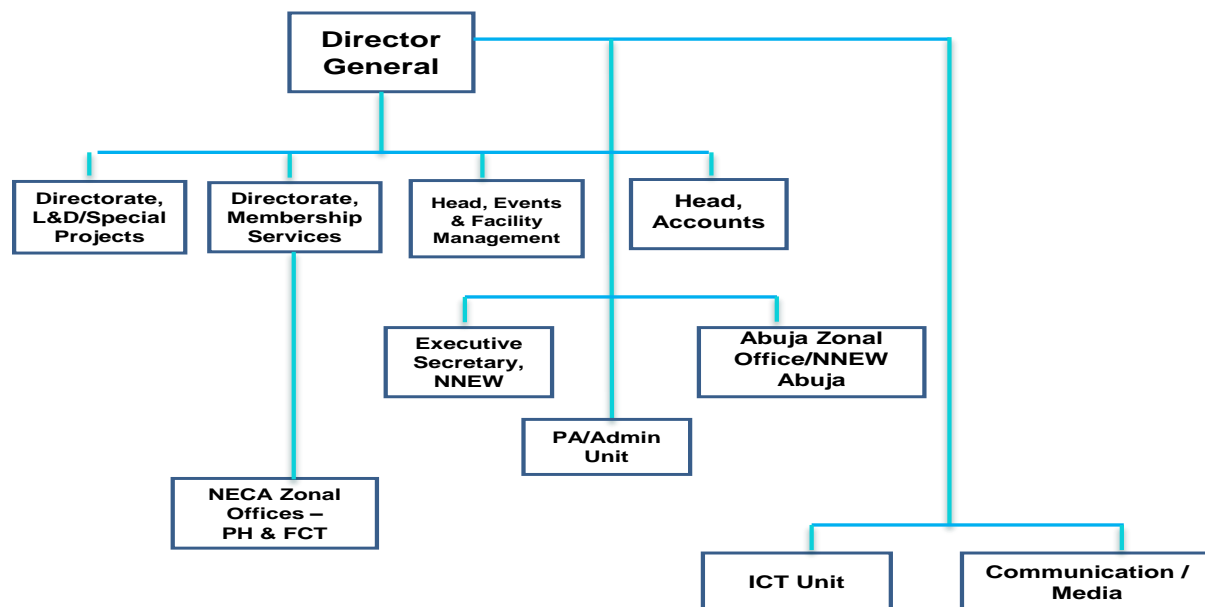 Director
General
Directorate,
L&D/Special
Projects
Directorate,
Membership
Services
Head, Events
& Facility
Management
Head,
Accounts
Executive
Secretary,
NNEW
Abuja Zonal
Office/NNEW
Abuja
PA/Admin
Unit
NECA Zonal
Offices –
PH & FCT
ICT Unit
Communication /
Media